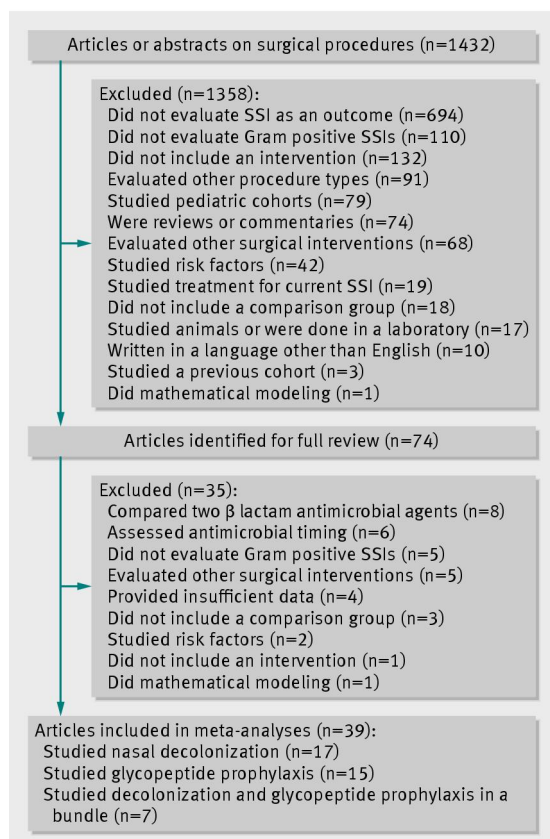 Articles or abstracts on surgical procedures (n=1432)
Excluded (n=1358):
Did not evaluate SSI as an outcome (n=694)
Did not evaluate Gram positive SSIs (n=110)
Did not include an intervention (n=132)
Evaluated other procedure types (n=91)
Studied pediatric cohorts (n=79)
Were reviews or commentaries (n=74)
Evaluated other surgical interventions (n=68)
Studied risk factors (n=42)
Studied treatment for current SSI (n=19)
Did not include a comparison group (n=18)
Studied animals or were done in a laboratory (n=17)
Written in a language other than English (n=10)
Studied a previous cohort (n=3)
Did mathematical modeling (n=1)
Articles identified for full review (n=74)
Excluded (n=35):
Compared two β lactam antimicrobial agents (n=8)
Assessed antimicrobial timing (n=6)
Did not evaluate Gram positive SSIs (n=5)
Evaluated other surgical interventions (n=5)
Provided insufficient data (n=4)
Did not include a comparison group (n=3)
Studied risk factors (n=2)
Did not include an intervention (n=1)
Did mathematical modeling (n=1)
Articles included in meta-analyses (n=39):
Studied nasal decolonization (n=17)
Studied glycopeptide prophylaxis (n=15)
Studied decolonization and glycopeptide prophylaxis in a
bundle (n=7)